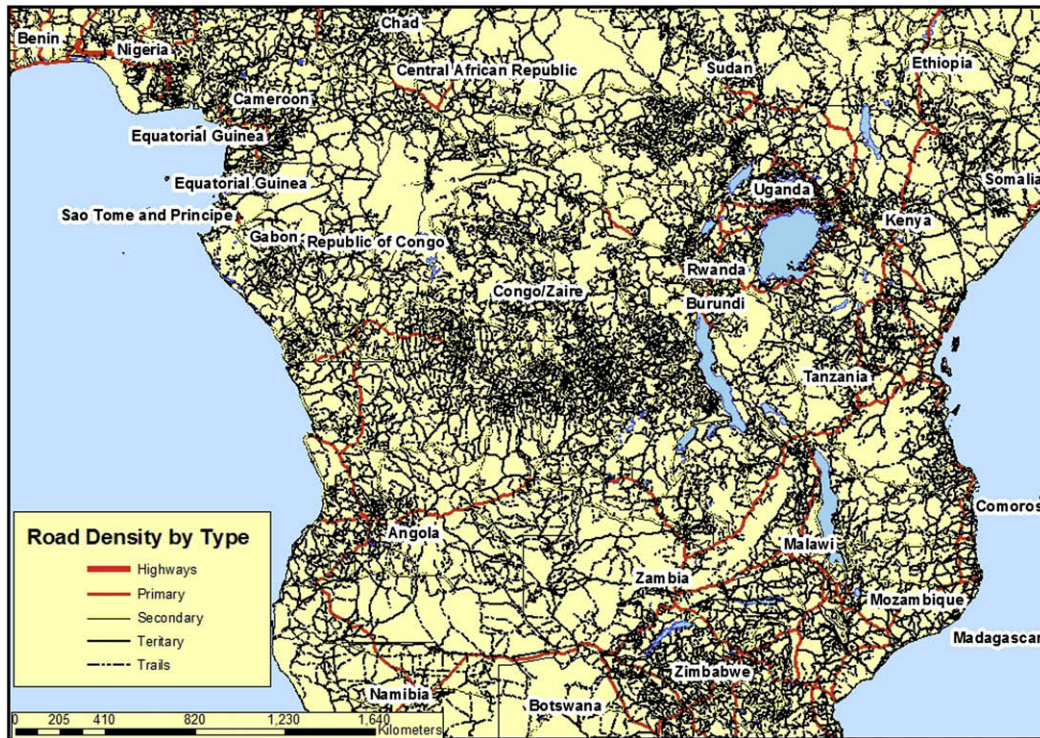 Chad
Benin
Nigeria
Central African Republic
Sudan
Ethiopia
Cameroon
Equatorial Guinea
Equatorial Guinea
Uganda
Somalia
Sao Tome and Principe
Kenya
Gabon
Republic of Congo
Rwanda
Congo/Zaire
Burundi
Tanzania
Comoros
Angola
Malawi
Zambia
Mozambique
Madagascar
Zimbabwe
Namibia
Botswana
Road Density by Type
Highways
Primary
Secondary
Teritary
Trails
0 205 410 820 1,230 1,640
Kilometers